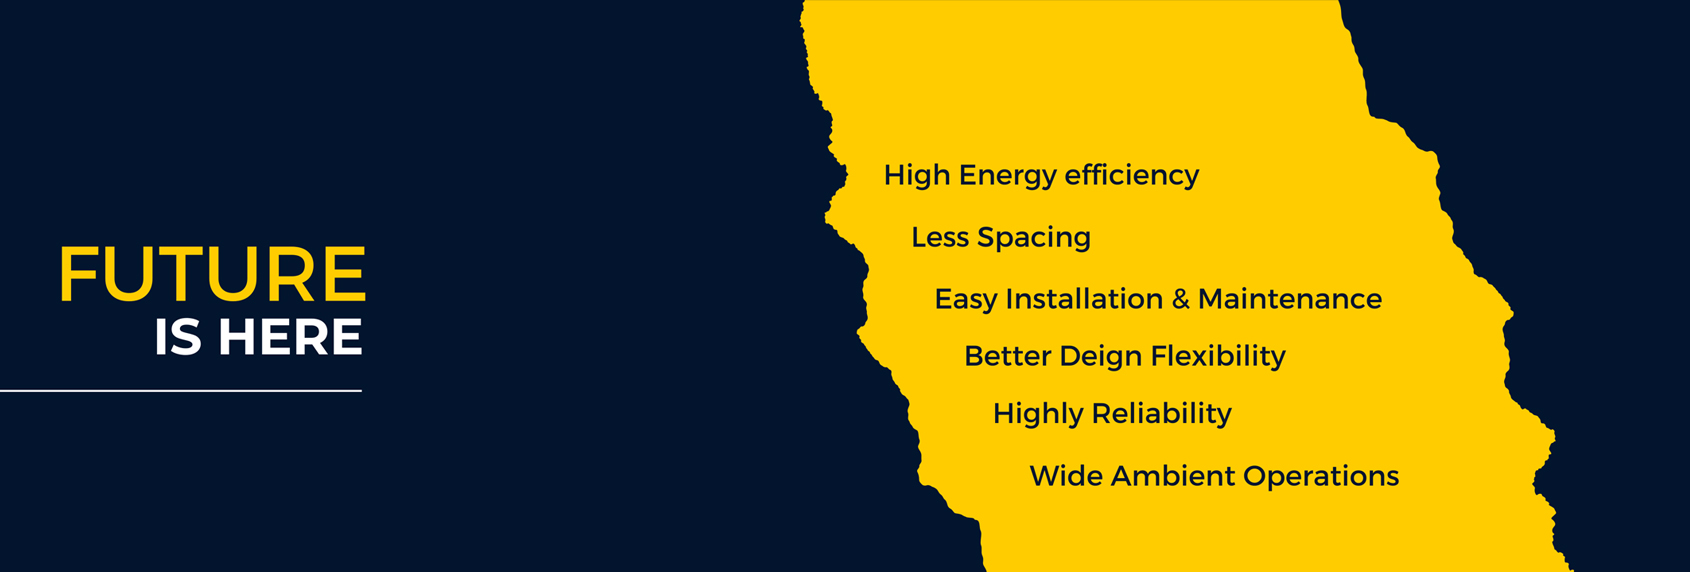 FUTURE
IS HERE
High Energy efficiency
Less Spacing
Easy Installation & Maintenance
Better Deign Flexibility
Highly Reliability
Wide Ambient Operations